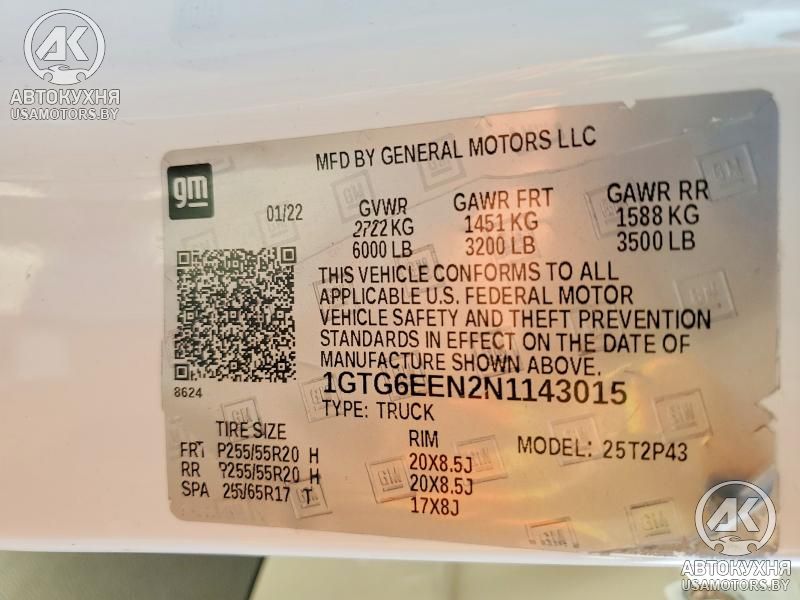 AK
АВТОКУХНЯ
USAMOTORS.BY
MFD BY GENERAL MOTORS LLC
gm
01/22
GVWR GAWR FRT GAWR RR
2722 KG 1451 KG 1588 KG
6000 LB 3200 LB 3500 LB
THIS VEHICLE CONFORMS TO ALL
APPLICABLE U.S. FEDERAL MOTOR
VEHICLE SAFETY AND THEFT PREVENTION
STANDARDS IN EFFECT ON THE DATE OF
MANUFACTURE SHOWN ABOVE.
8624
1GTG6EEN2N1143015
TYPE: TRUCK
TIRE SIZE RIM MODEL: 25T2P43
FRT P255/55R20 H 20X8.5J
RR P255/55R20 H 20X8.5J
SPA 255/65R17 T 17X8J
AK
АВТОКУХНЯ
USAMOTORS.BY